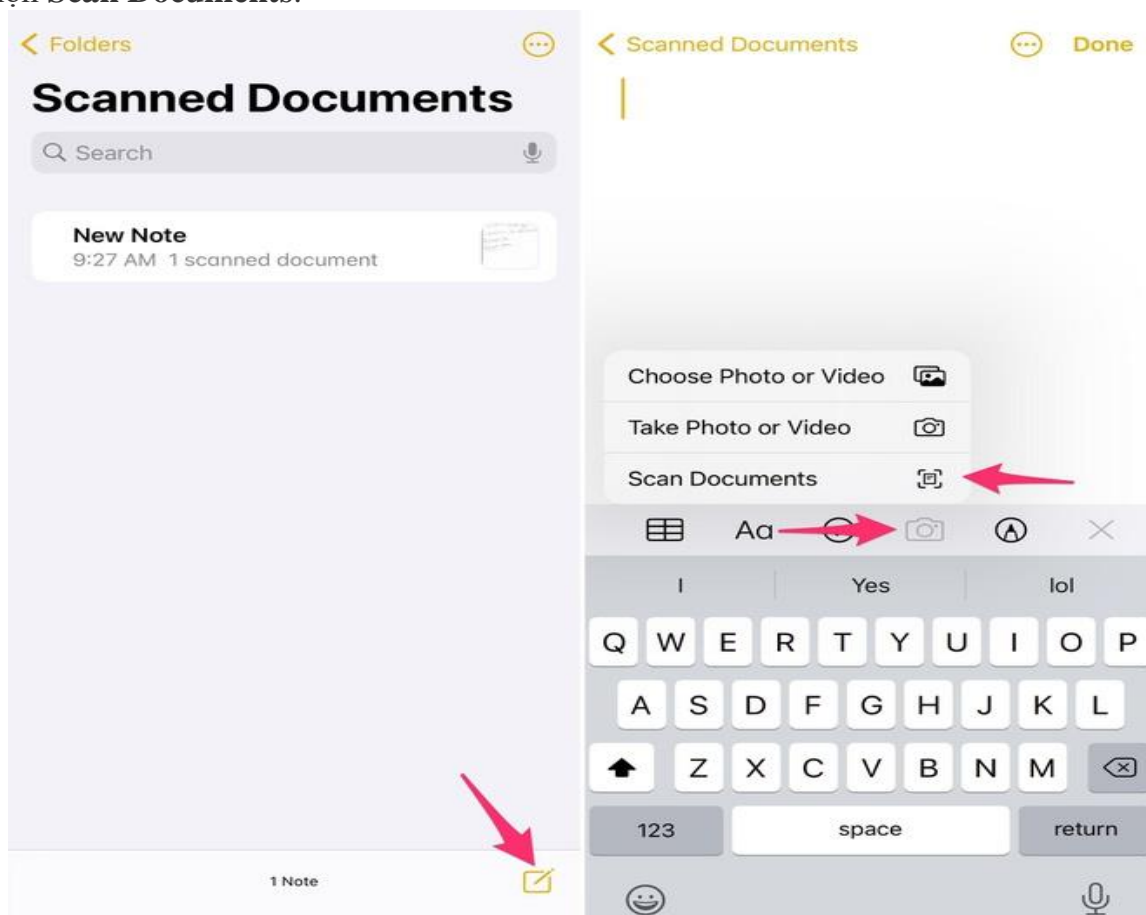 Scan Documents.
Folders
Scanned Documents
Search
New Note
9:27 AM 1 scanned document
1 Note
Scanned Documents
Done
Choose Photo or Video
Take Photo or Video
Scan Documents
Aa
I Yes lol
Q W E R T Y U I O P
A S D F G H J K L
Z X C V B N M
123 space return